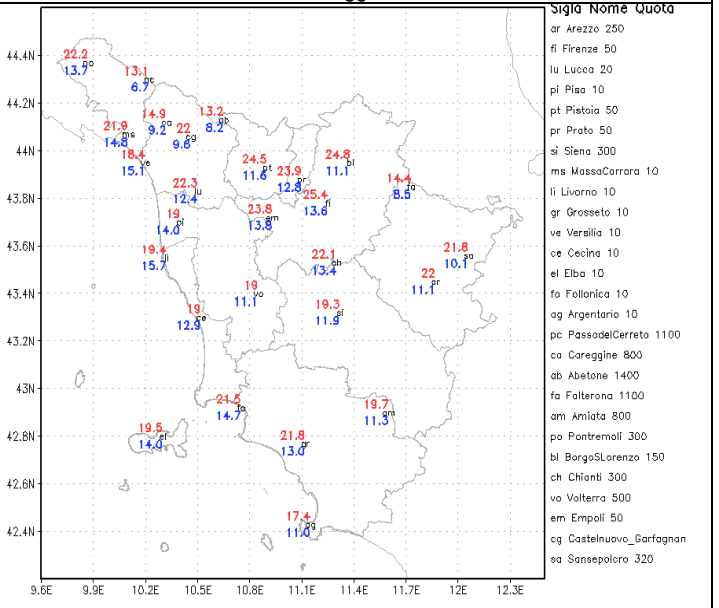 Sigla Nome Quota
ar Arezzo 250
fi Firenze 50
lu Lucca 20
pi Pisa 10
pt Pistoia 50
pr Prato 50
si Siena 300
ms MassaCarrara 10
li Livorno 10
gr Grosseto 10
ve Versilia 10
ce Cecina 10
el Elba 10
fo Follonica 10
ag Argentario 10
pc PassodelCerreto 1100
ca Careggine 800
ab Abetone 1400
fa Falterona 1100
am Amiata 800
po Pontremoli 300
bl BorgoSLorenzo 150
ch Chianti 300
vo Volterra 500
em Empoli 50
cg Castelnuovo_Garfagnan
sa Sansepolcro 320
44.4N
44.2N
44N
43.8N
43.6N
43.4N
43.2N
43N
42.8N
42.6N
42.4N
9.6E 9.9E 10.2E 10.5E 10.8E 11.1E 11.4E 11.7E 12E 12.3E
22.2 po
13.7
13.1 pc
6.7
14.9 ca
9.2
22 cg
9.6
13.2 ab
8.2
21.9 ms
14.8
18.4 ve
15.1
24.5 pt
11.6
23.9 pr
12.8
24.8 bl
11.1
22.3 lu
12.4
25.4 fi
13.6
14.4 fa
8.5
19 pi
14.0
23.8 em
13.8
19.4 li
15.7
22.1 ch
13.4
21.8 sa
10.1
22 ar
11.1
19 vo
11.1
19 ce
12.9
19.3 si
11.9
21.5 fo
14.7
19.7 am
11.3
19.5 el
14.0
21.8 gr
13.0
17.4 ag
11.0